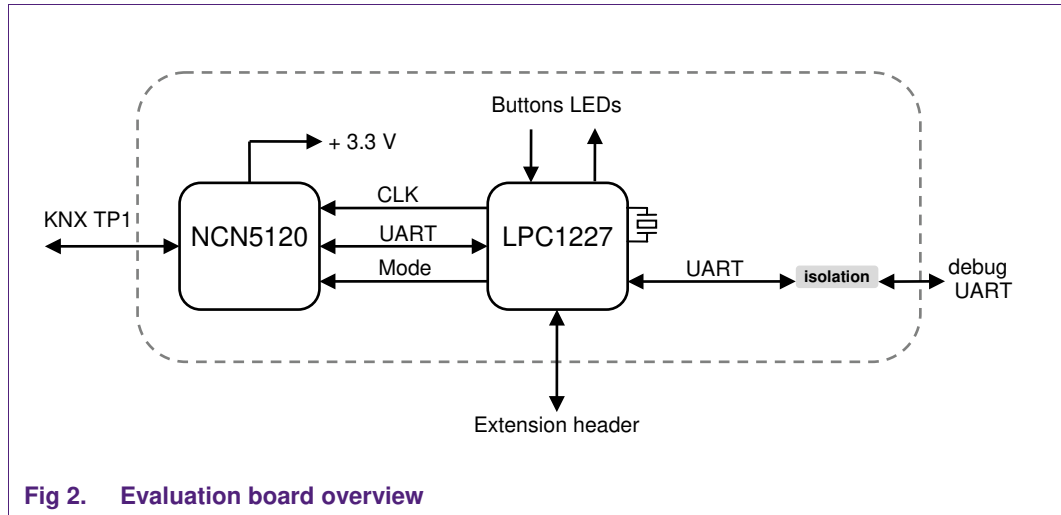 Buttons LEDs
+ 3.3 V
KNX TP1
NCN5120
CLK
UART
Mode
LPC1227
UART
isolation
debug
UART
Extension header
Fig 2. Evaluation board overview